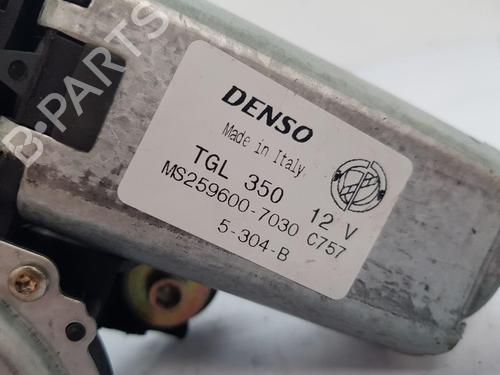 B-PARTS
DENSO
Made in Italy
TGL 350 12 V
MS259600-7030 C757
5-304-B